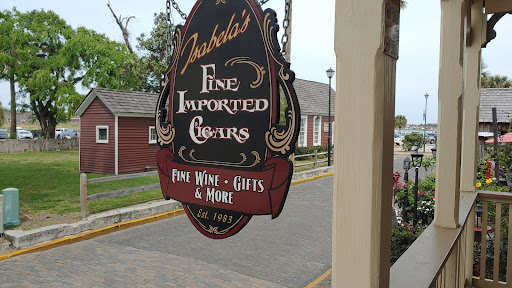 Isabela's
Fine
Imported
Cigars
Fine Wine • Gifts
& More
Est. 1983